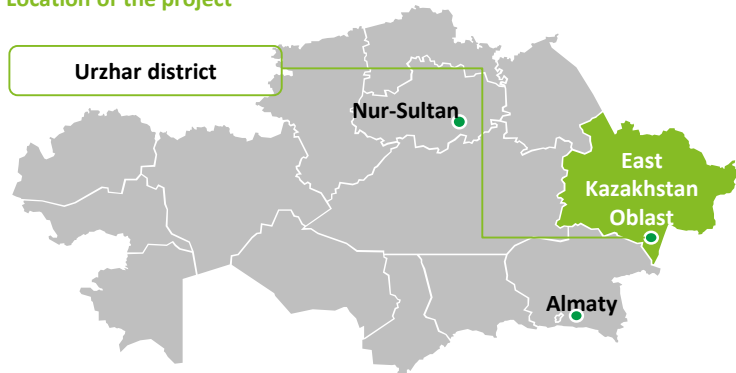 Location of the project
Urzhar district
Nur-Sultan
East
Kazakhstan
Oblast
Almaty